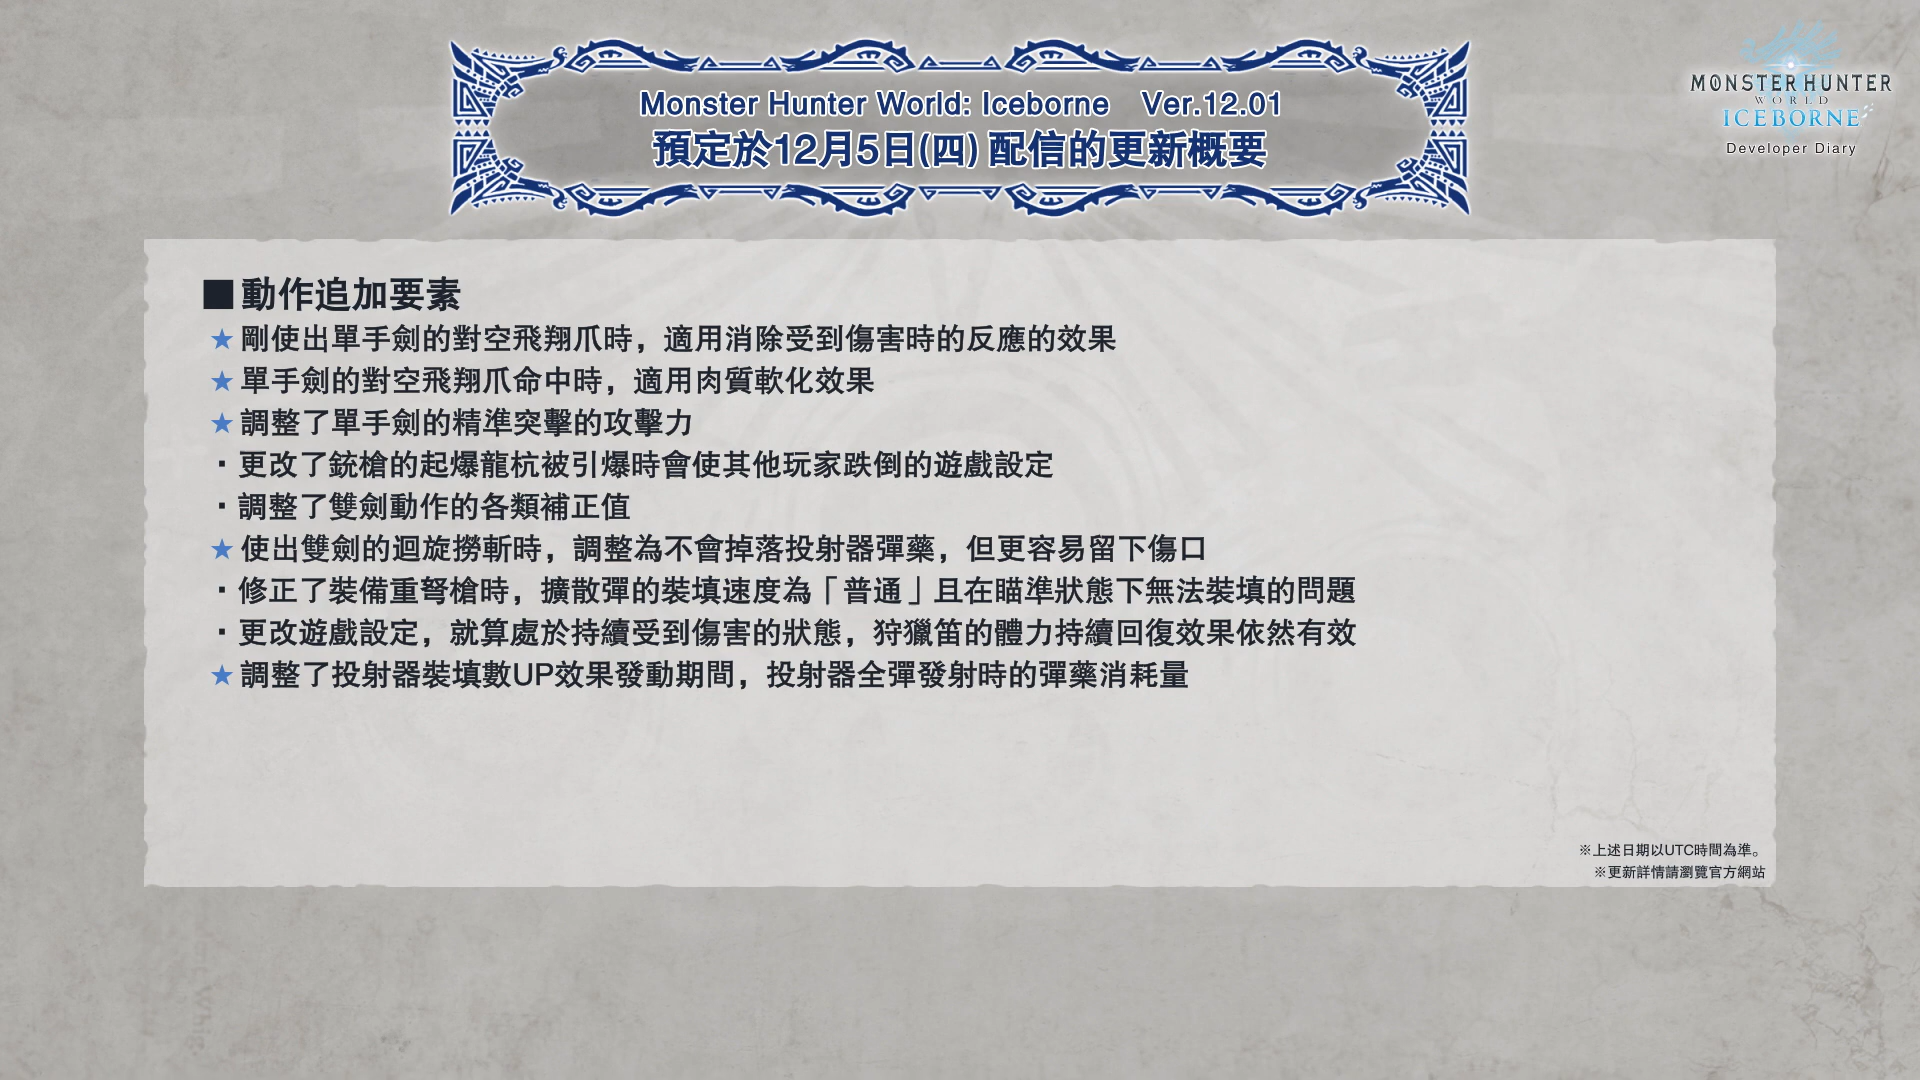 Monster Hunter World: Iceborne Ver.12.01
預定於12月5日(四) 配信的更新概要
MONSTER HUNTER
WORLD
ICEBORNE
Developer Diary
■動作追加要素
★剛使出單手劍的對空飛翔爪時，適用消除受到傷害時的反應的效果
★單手劍的對空飛翔爪命中時，適用肉質軟化效果
★調整了單手劍的精準突擊的攻擊力
・更改了銃槍的起爆龍杭被引爆時會使其他玩家跌倒的遊戲設定
・調整了雙劍動作的各類補正值
★使出雙劍的迴旋撈斬時，調整為不會掉落投射器彈藥，但更容易留下傷口
・修正了裝備重弩槍時，擴散彈的裝填速度為「普通」且在瞄準狀態下無法裝填的問題
・更改遊戲設定，就算處於持續受到傷害的狀態，狩獵笛的體力持續回復效果依然有效
★調整了投射器裝填數UP效果發動期間，投射器全彈發射時的彈藥消耗量
※上述日期以UTC時間為準。
※更新詳情請瀏覽官方網站